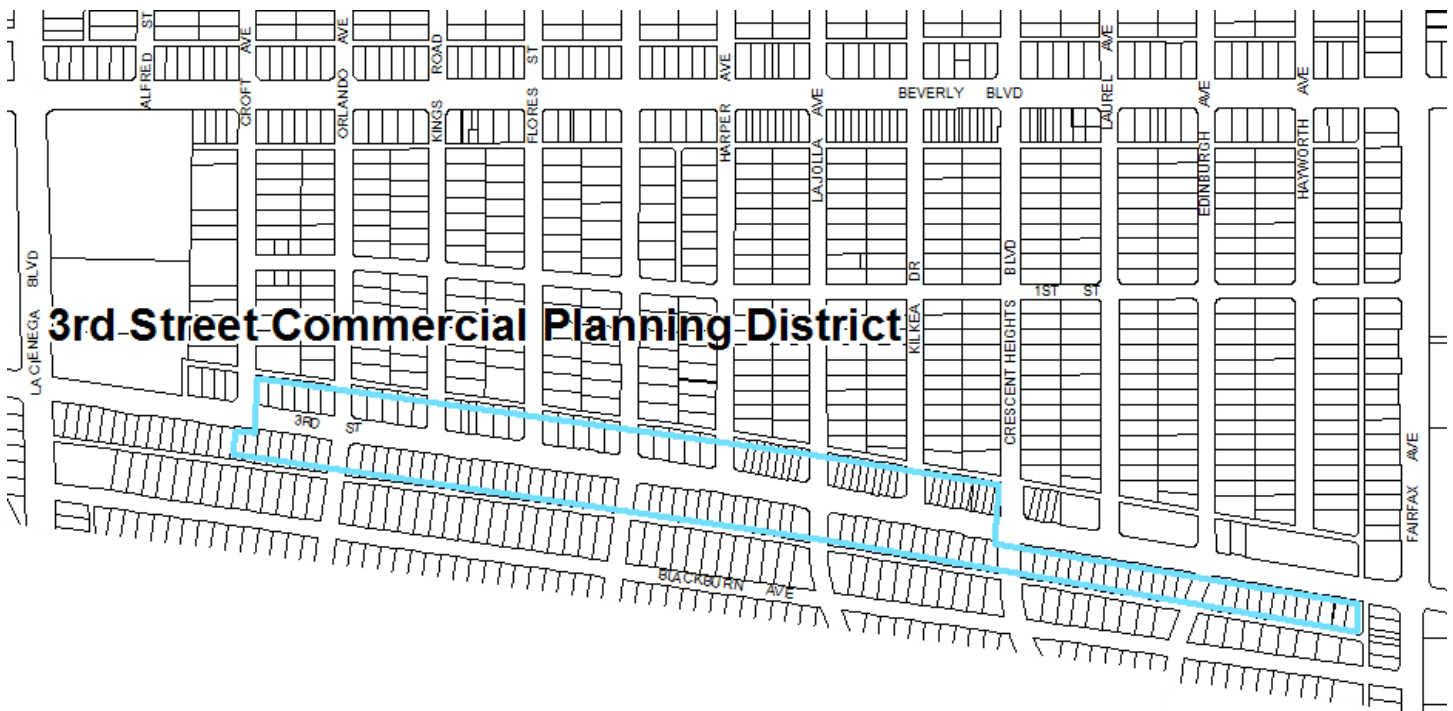 ALFRED ST
CROFT AVE
ORLANDO AVE
KINGS ROAD
FLORES ST
HARPER AVE
LAJOLLA AVE
BEVERLY BLVD
LAUREL AVE
EDINBURGH AVE
HAYWORTH AVE
LA CIENEGA BLVD
KILKEA DR
CRESCENT HEIGHTS BLVD
1ST ST
3rd Street Commercial Planning District
3RD ST
FAIRFAX AVE
BLACKBURN AVE